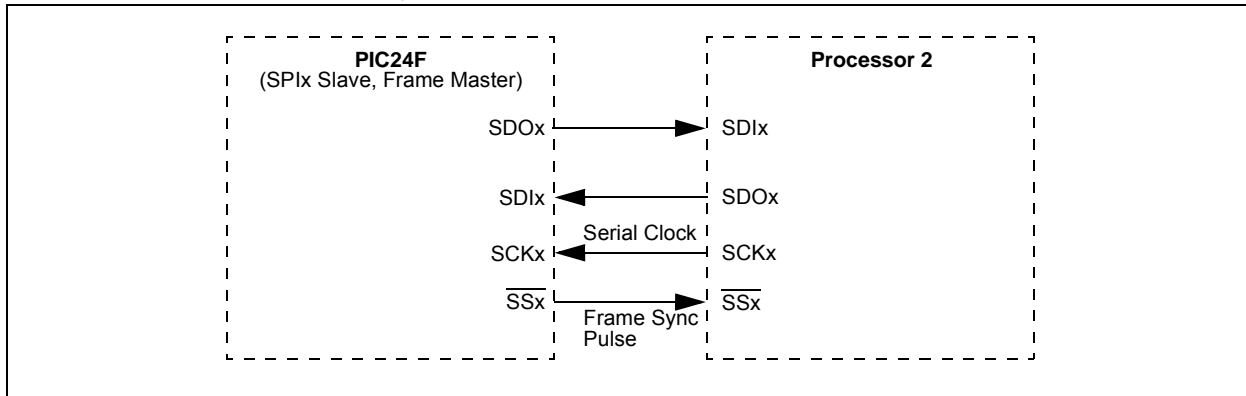 PIC24F
(SPIx Slave, Frame Master)
Processor 2
SDOx
SDIx
SDIx
SDOx
Serial Clock
SCKx
SCKx
SSx
SSx
Frame Sync
Pulse